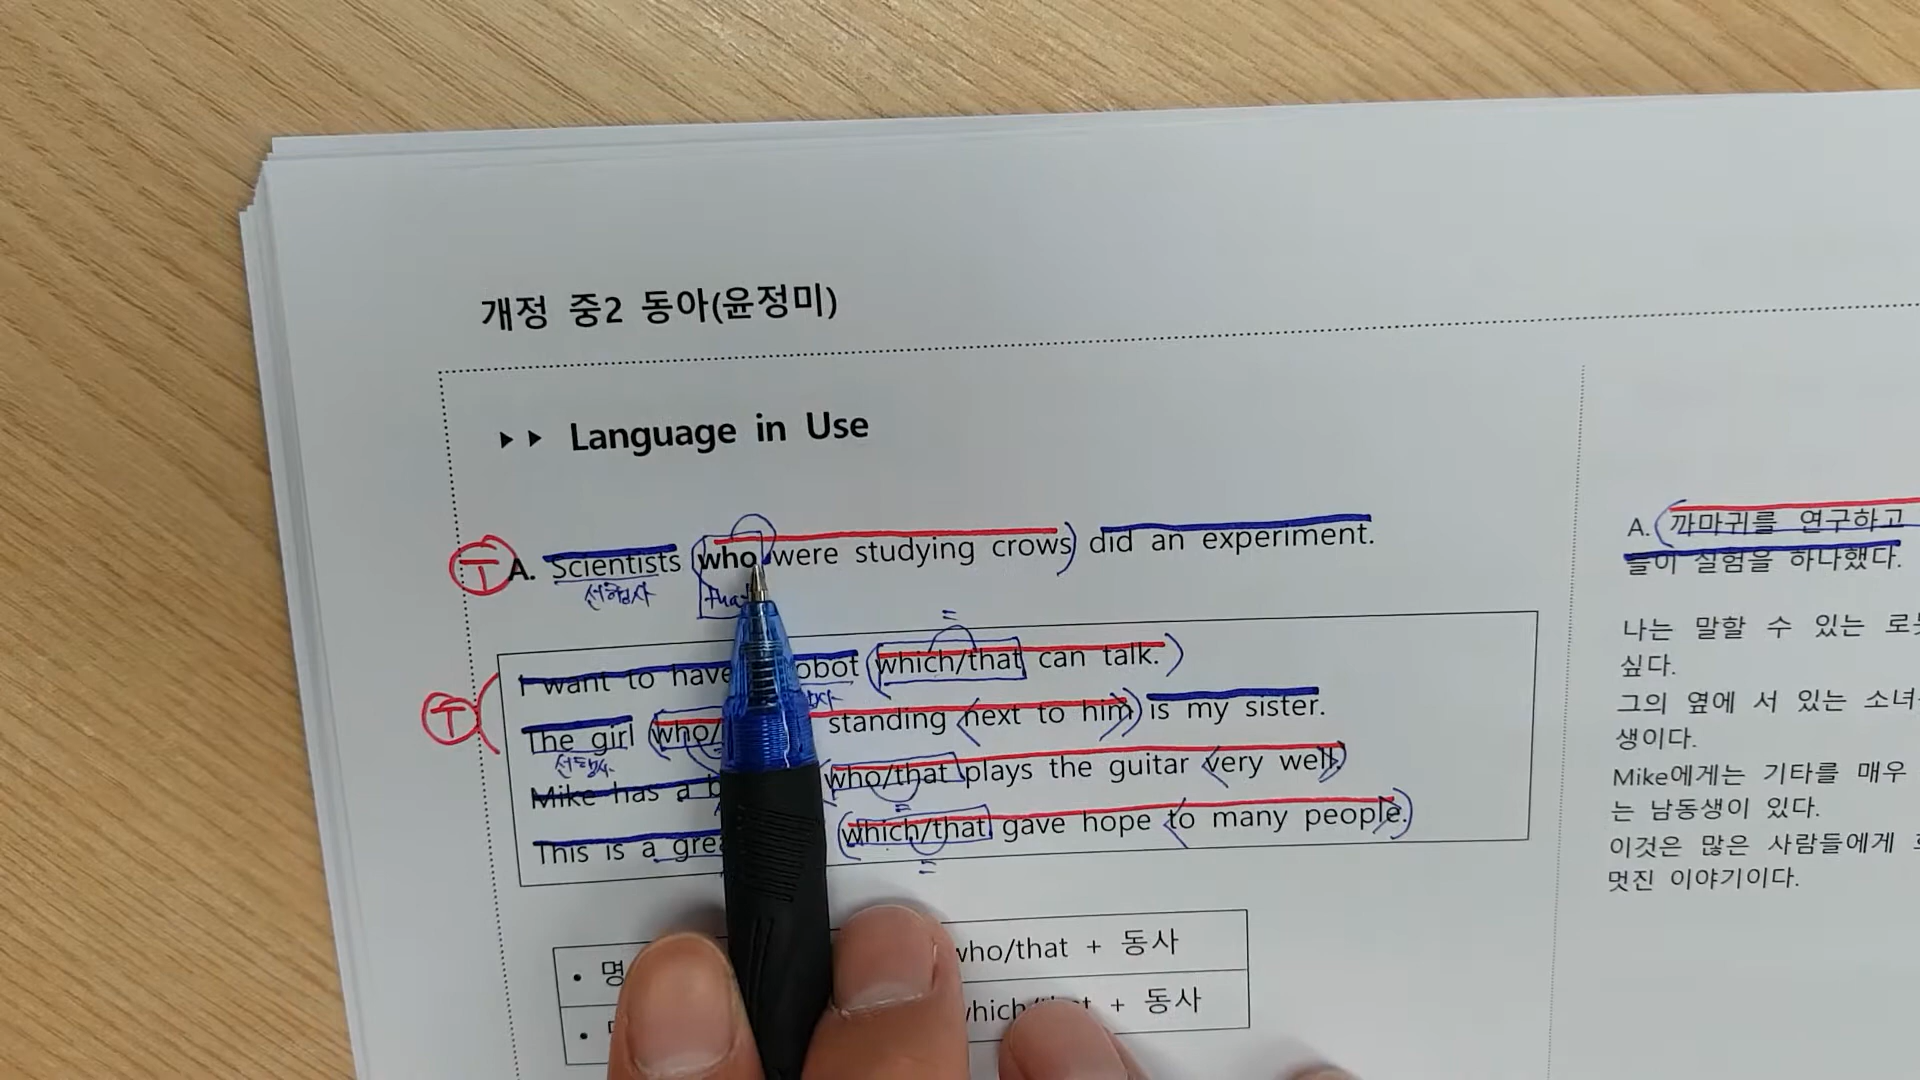 개정 중2 동아(윤정미)
▶▶ Language in Use
T A. Scientists who were studying crows) did an experiment.
선행사 that
T I want to have obot (which/that can talk.)
The girl (who/ standing <next to him>) is my sister.
선행사
Mike has a b who/that plays the guitar <very well.>)
This is a grea (which/that gave hope <to many people.>)
• 명 who/that + 동사
• which/that + 동사
A. (까마귀를 연구하고
들이 실험을 하나했다.
나는 말할 수 있는
싶다.
그의 옆에 서 있는 소녀
생이다.
Mike에게는 기타를 매우
는 남동생이 있다.
이것은 많은 사람들에게
멋진 이야기이다.